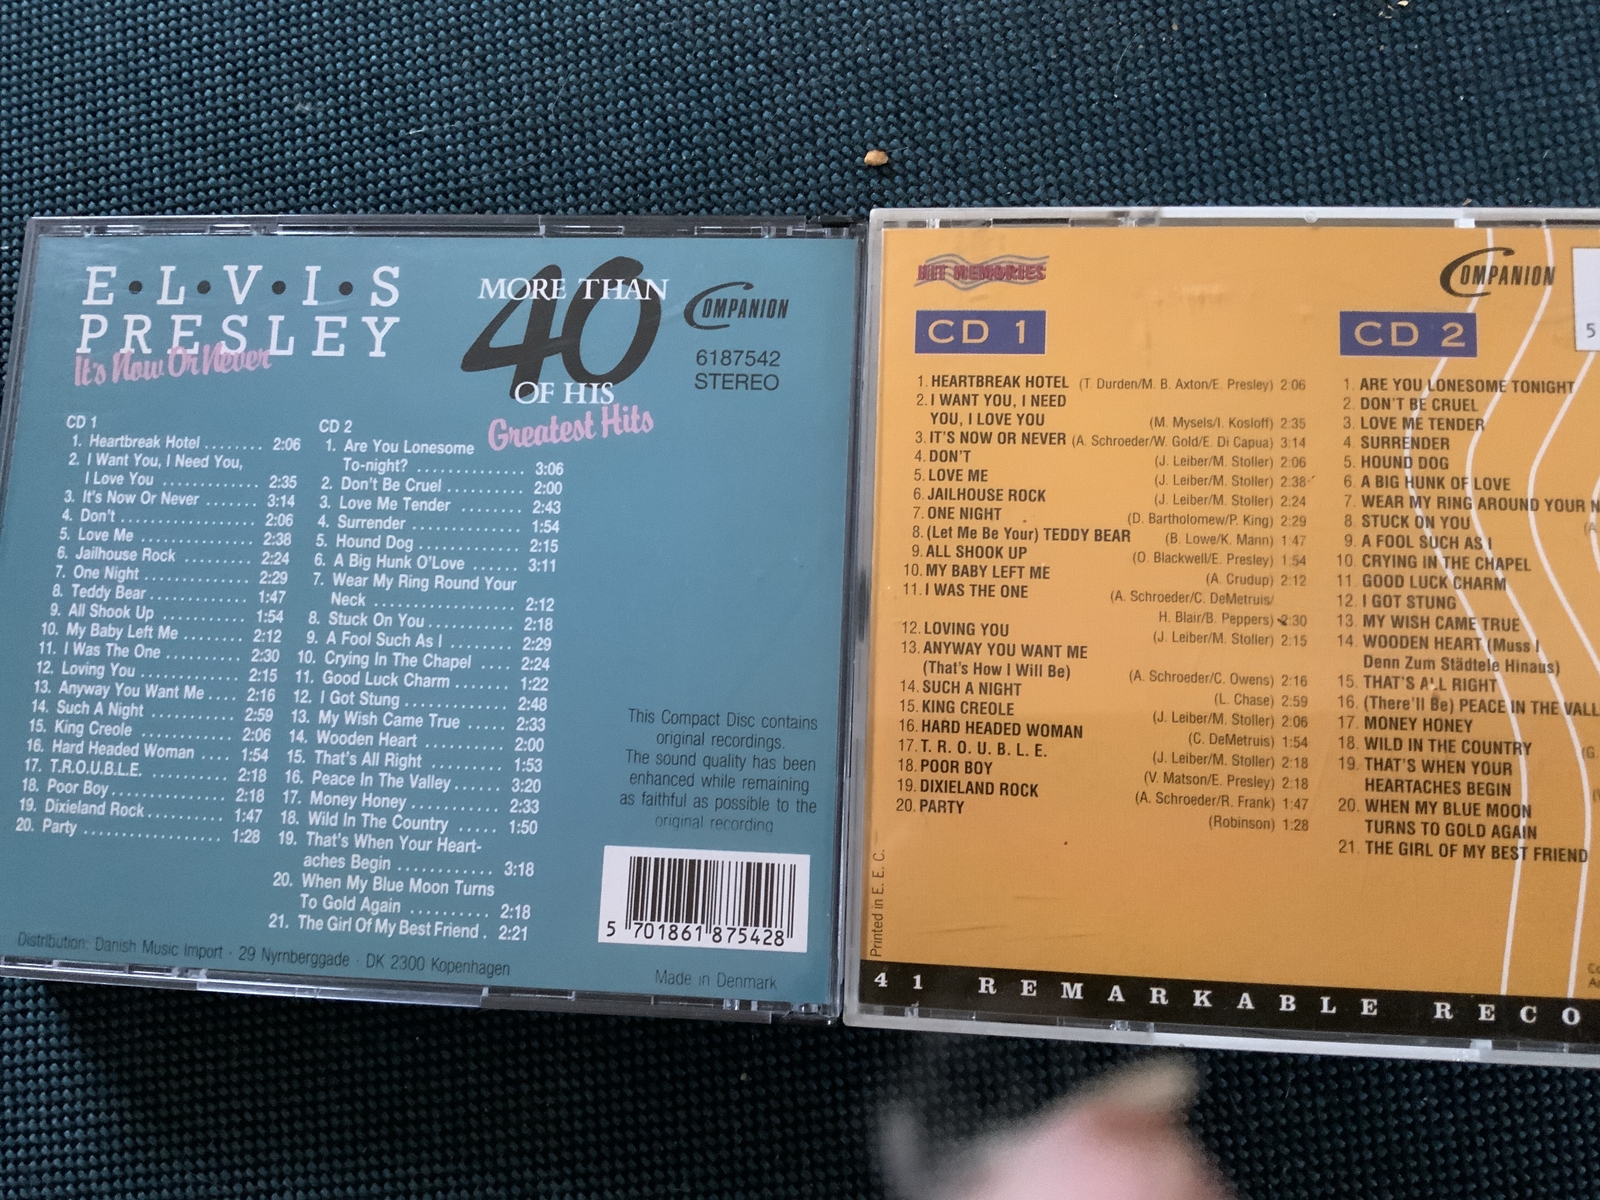 E·L·V·I·S
PRESLEY
It's Now Or Never
MORE THAN
40
OF HIS
Greatest Hits
COMPANION
6187542
STEREO
CD 1
1. Heartbreak Hotel ....... 2:06
2. I Want You, I Need You,
I Love You ............. 2:35
3. It's Now Or Never ....... 3:14
4. Don't .................. 2:06
5. Love Me ............... 2:38
6. Jailhouse Rock .......... 2:24
7. One Night .............. 2:29
8. Teddy Bear ............. 1:47
9. All Shook Up ........... 1:54
10. My Baby Left Me ........ 2:12
11. I Was The One .......... 2:30
12. Loving You ............. 2:15
13. Anyway You Want Me .... 2:16
14. Such A Night ........... 2:59
15. King Creole ............ 2:06
16. Hard Headed Woman .... 1:54
17. T.R.O.U.B.L.E. .......... 2:18
18. Poor Boy ............... 2:18
19. Dixieland Rock .......... 1:47
20. Party .................. 1:28
CD 2
1. Are You Lonesome
To-night? .............. 3:06
2. Don't Be Cruel .......... 2:00
3. Love Me Tender ........ 2:43
4. Surrender .............. 1:54
5. Hound Dog ............. 2:15
6. A Big Hunk O'Love ...... 3:11
7. Wear My Ring Round Your
Neck .................. 2:12
8. Stuck On You ........... 2:18
9. A Fool Such As I ........ 2:29
10. Crying In The Chapel .... 2:24
11. Good Luck Charm ....... 1:22
12. I Got Stung ............ 2:48
13. My Wish Came True ..... 2:33
14. Wooden Heart .......... 2:00
15. That's All Right ......... 1:53
16. Peace In The Valley ...... 3:20
17. Money Honey ........... 2:33
18. Wild In The Country ..... 1:50
19. That's When Your Heart-
aches Begin ............ 3:18
20. When My Blue Moon Turns
To Gold Again .......... 2:18
21. The Girl Of My Best Friend . 2:21
This Compact Disc contains
original recordings.
The sound quality has been
enhanced while remaining
as faithful as possible to the
original recording
5 701861 875428
Distribution: Danish Music Import · 29 Nyrnberggade · DK 2300 Kopenhagen
Made in Denmark
HIT MEMORIES
COMPANION
5
CD 1
1. HEARTBREAK HOTEL (T. Durden/M. B. Axton/E. Presley) 2:06
2. I WANT YOU, I NEED
YOU, I LOVE YOU (M. Mysels/I. Kosloff) 2:35
3. IT'S NOW OR NEVER (A. Schroeder/W. Gold/E. Di Capua) 3:14
4. DON'T (J. Leiber/M. Stoller) 2:06
5. LOVE ME (J. Leiber/M. Stoller) 2:38
6. JAILHOUSE ROCK (J. Leiber/M. Stoller) 2:24
7. ONE NIGHT (D. Bartholomew/P. King) 2:29
8. (Let Me Be Your) TEDDY BEAR (B. Lowe/K. Mann) 1:47
9. ALL SHOOK UP (O. Blackwell/E. Presley) 1:54
10. MY BABY LEFT ME (A. Crudup) 2:12
11. I WAS THE ONE (A. Schroeder/C. DeMetruis/
H. Blair/B. Peppers) 2:30
12. LOVING YOU (J. Leiber/M. Stoller) 2:15
13. ANYWAY YOU WANT ME
(That's How I Will Be) (A. Schroeder/C. Owens) 2:16
14. SUCH A NIGHT (L. Chase) 2:59
15. KING CREOLE (J. Leiber/M. Stoller) 2:06
16. HARD HEADED WOMAN (C. DeMetruis) 1:54
17. T. R. O. U. B. L. E. (J. Leiber/M. Stoller) 2:18
18. POOR BOY (V. Matson/E. Presley) 2:18
19. DIXIELAND ROCK (A. Schroeder/R. Frank) 1:47
20. PARTY (Robinson) 1:28
CD 2
1. ARE YOU LONESOME TONIGHT
2. DON'T BE CRUEL
3. LOVE ME TENDER
4. SURRENDER
5. HOUND DOG
6. A BIG HUNK OF LOVE
7. WEAR MY RING AROUND YOUR N
8. STUCK ON YOU (A
9. A FOOL SUCH AS I
10. CRYING IN THE CHAPEL
11. GOOD LUCK CHARM
12. I GOT STUNG
13. MY WISH CAME TRUE
14. WOODEN HEART (Muss I
Denn Zum Städtele Hinaus)
15. THAT'S ALL RIGHT
16. (There'll Be) PEACE IN THE VALL
17. MONEY HONEY
18. WILD IN THE COUNTRY (G.
19. THAT'S WHEN YOUR
HEARTACHES BEGIN
20. WHEN MY BLUE MOON
TURNS TO GOLD AGAIN
21. THE GIRL OF MY BEST FRIEND
Printed in E. E. C.
41 REMARKABLE RECO